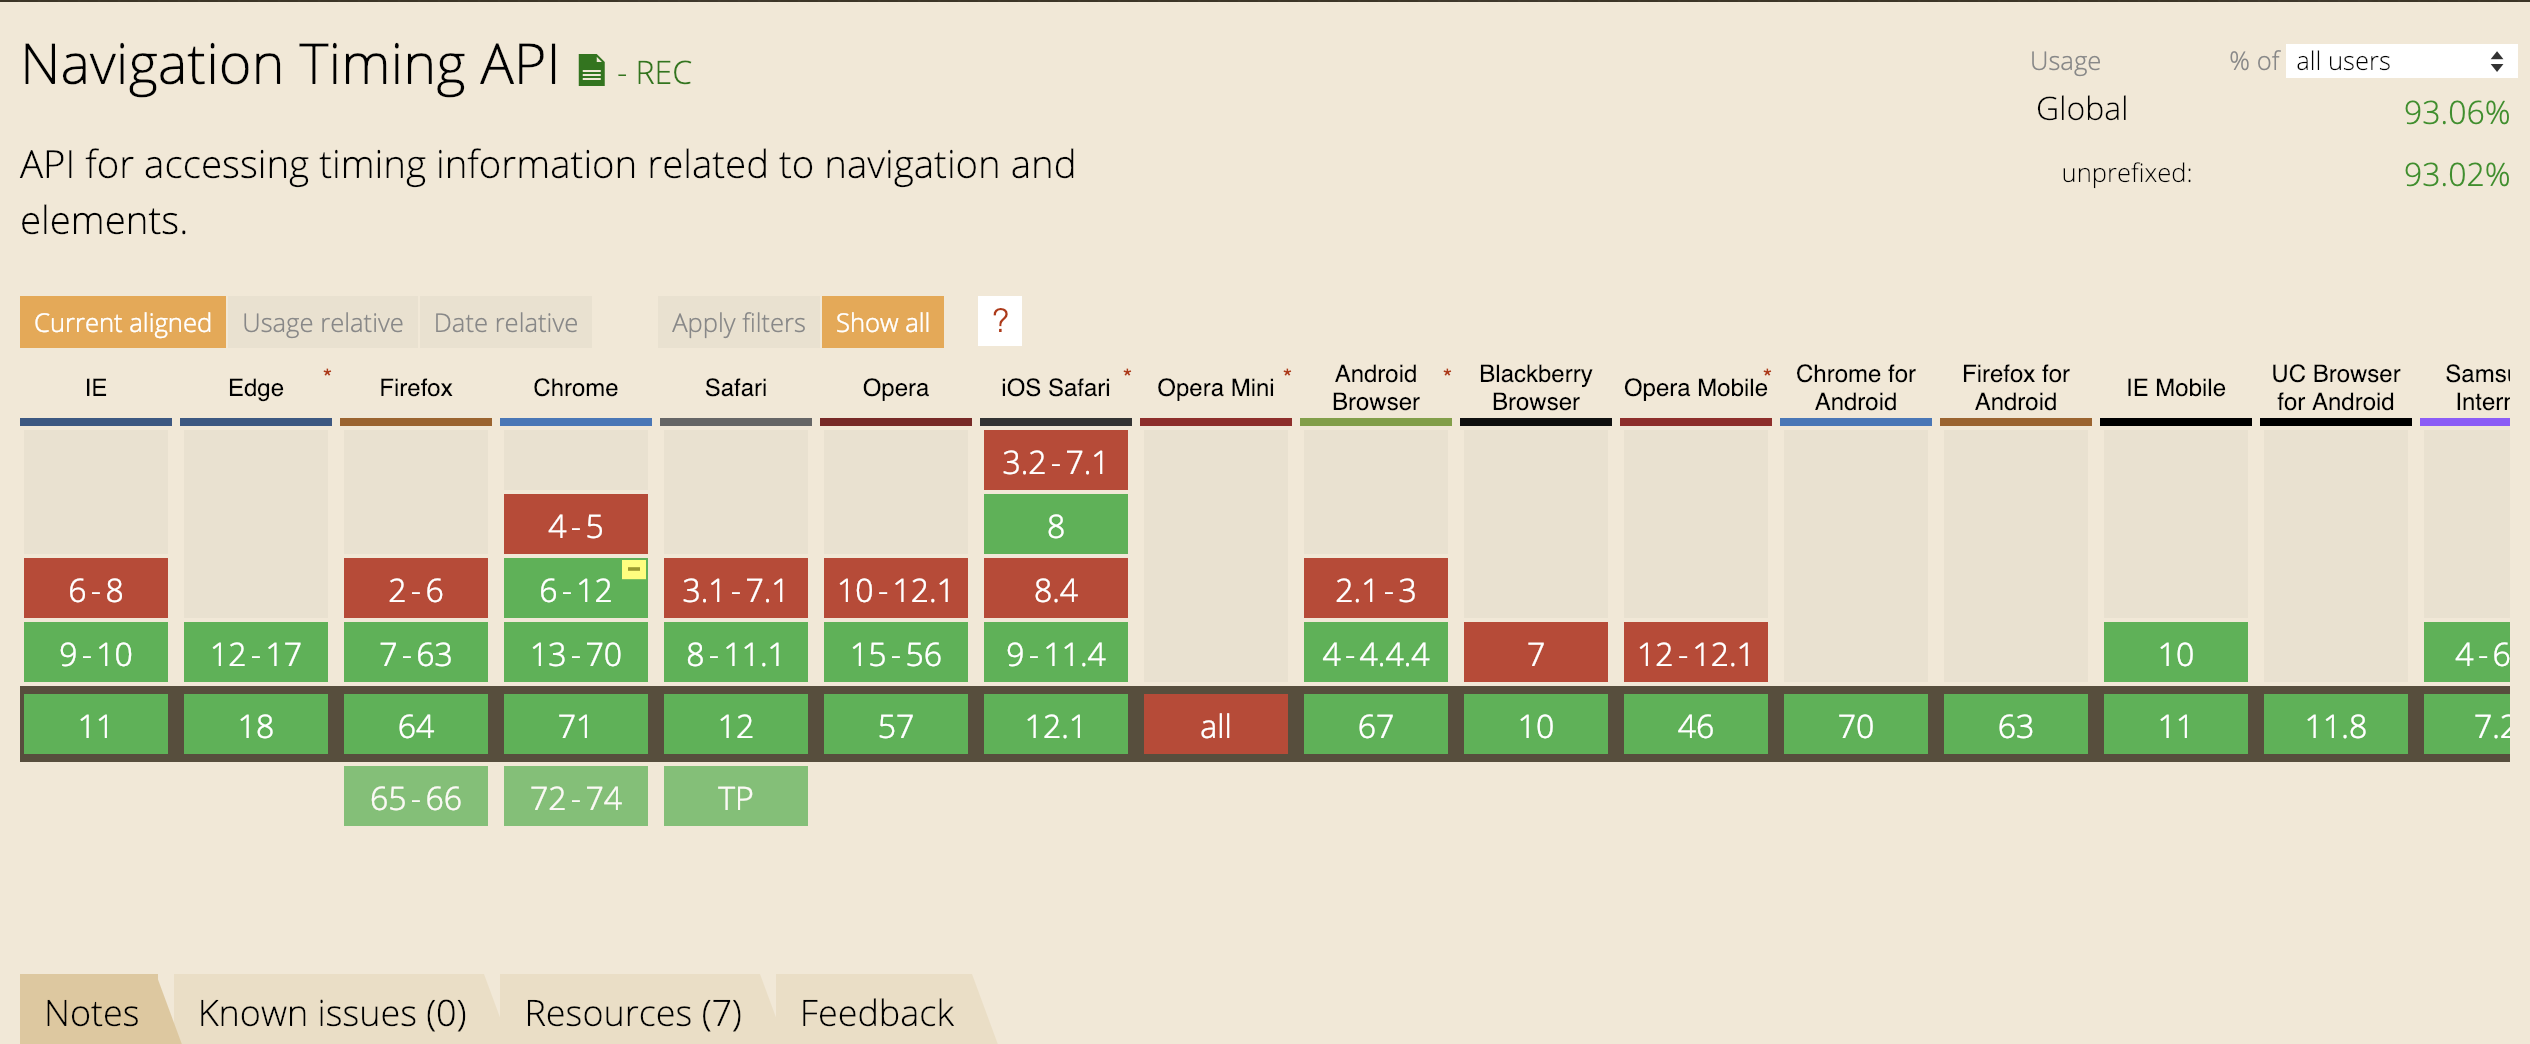 Navigation Timing API - REC
Usage % of all users
Global 93.06%
unprefixed: 93.02%
API for accessing timing information related to navigation and
elements.
Current aligned Usage relative Date relative Apply filters Show all ?
IE Edge * Firefox Chrome Safari Opera iOS Safari * Opera Mini * Android Browser * Blackberry Browser Opera Mobile * Chrome for Android Firefox for Android IE Mobile UC Browser for Android
3.2-7.1
4-5 8
6-8 2-6 6-12 3.1-7.1 10-12.1 8.4 2.1-3
9-10 12-17 7-63 13-70 8-11.1 15-56 9-11.4 4-4.4.4 7 12-12.1 10 4-6
11 18 64 71 12 57 12.1 all 67 10 46 70 63 11 11.8 7.2
65-66 72-74 TP
Notes Known issues (0) Resources (7) Feedback